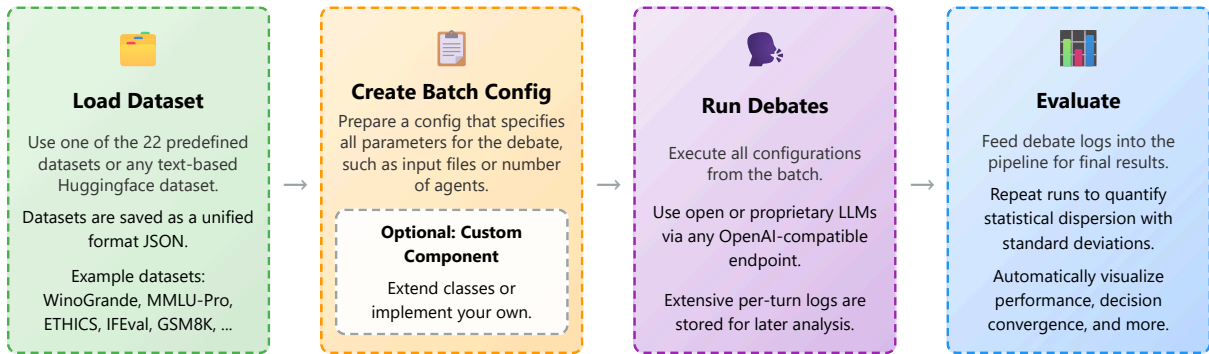 Load Dataset
Use one of the 22 predefined
datasets or any text-based
Huggingface dataset.
Datasets are saved as a unified
format JSON.
Example datasets:
WinoGrande, MMLU-Pro,
ETHICS, IFEval, GSM8K, ...
Create Batch Config
Prepare a config that specifies
all parameters for the debate,
such as input files or number
of agents.
Optional: Custom
Component
Extend classes or
implement your own.
Run Debates
Execute all configurations
from the batch.
Use open or proprietary LLMs
via any OpenAI-compatible
endpoint.
Extensive per-turn logs are
stored for later analysis.
Evaluate
Feed debate logs into the
pipeline for final results.
Repeat runs to quantify
statistical dispersion with
standard deviations.
Automatically visualize
performance, decision
convergence, and more.